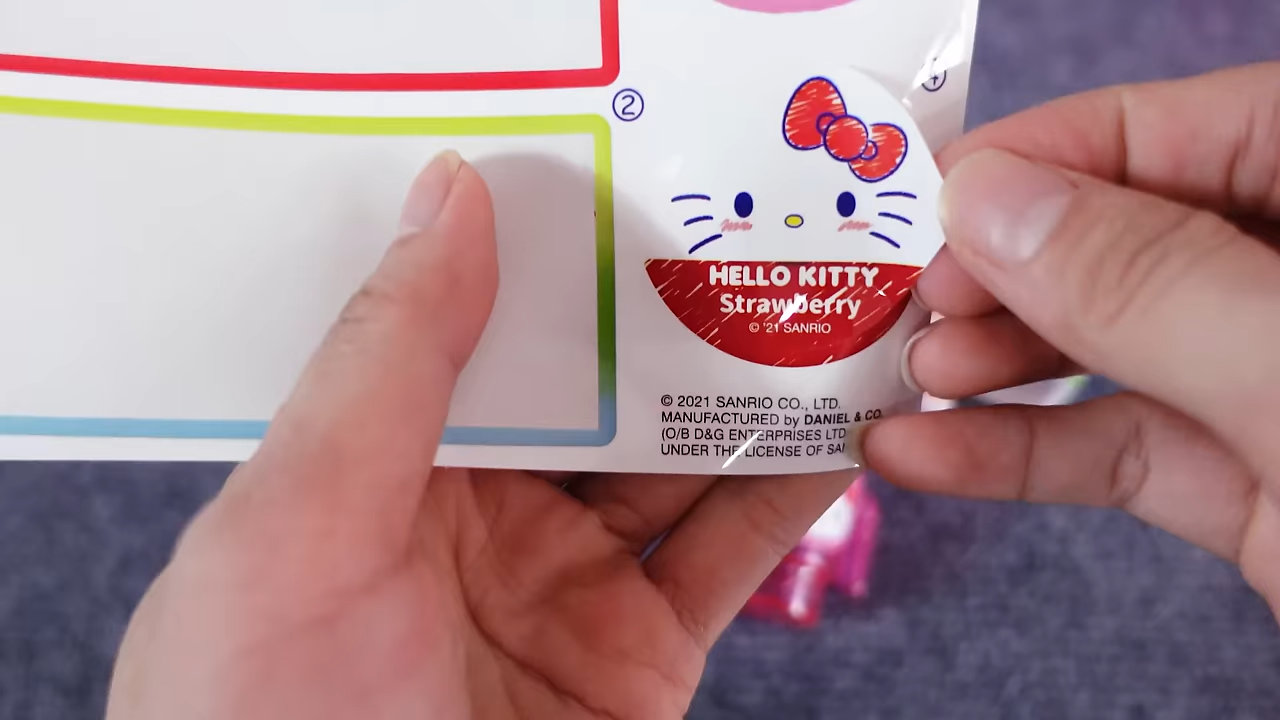 ②
HELLO KITTY
Strawberry
© '21 SANRIO
© 2021 SANRIO CO., LTD.
MANUFACTURED by DANIEL & CO.
(O/B D&G ENTERPRISES LTD
UNDER THE LICENSE OF